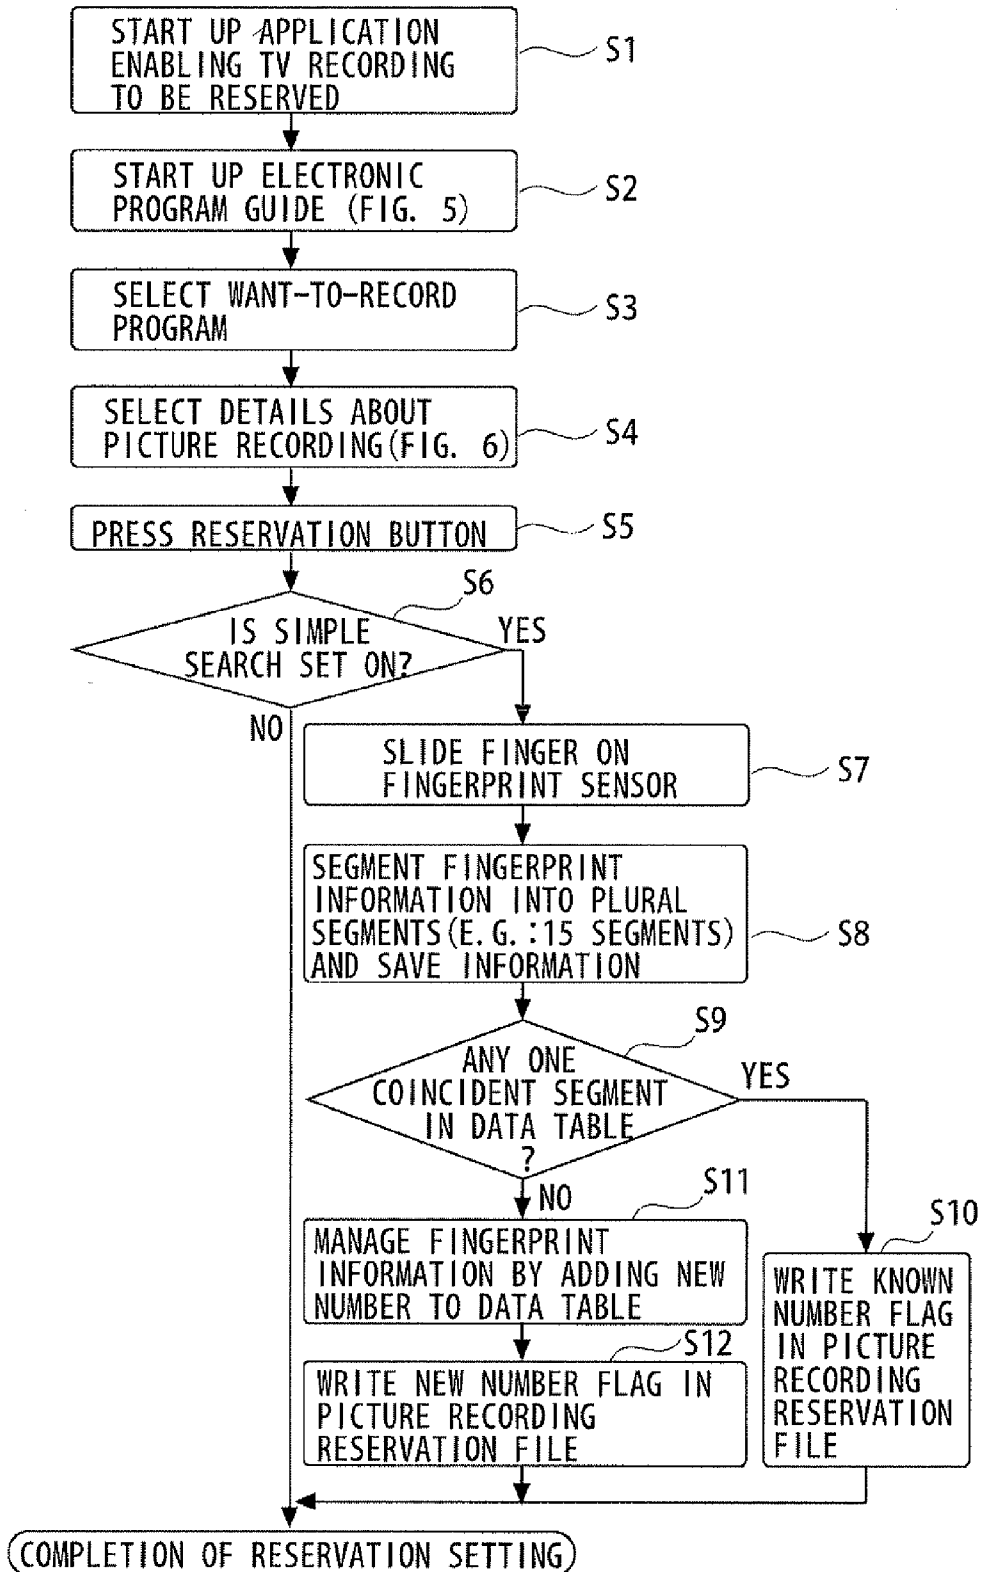 START UP APPLICATION
ENABLING TV RECORDING
TO BE RESERVED
S1
START UP ELECTRONIC
PROGRAM GUIDE (FIG. 5)
S2
SELECT WANT-TO-RECORD
PROGRAM
S3
SELECT DETAILS ABOUT
PICTURE RECORDING(FIG. 6)
S4
PRESS RESERVATION BUTTON
S5
S6
IS SIMPLE
SEARCH SET ON?
YES
NO
SLIDE FINGER ON
FINGERPRINT SENSOR
S7
SEGMENT FINGERPRINT
INFORMATION INTO PLURAL
SEGMENTS(E.G.:15 SEGMENTS)
AND SAVE INFORMATION
S8
S9
ANY ONE
COINCIDENT SEGMENT
IN DATA TABLE
?
YES
NO
S11
MANAGE FINGERPRINT
INFORMATION BY ADDING NEW
NUMBER TO DATA TABLE
S10
WRITE KNOWN
NUMBER FLAG
IN PICTURE
RECORDING
RESERVATION
FILE
S12
WRITE NEW NUMBER FLAG IN
PICTURE RECORDING
RESERVATION FILE
COMPLETION OF RESERVATION SETTING